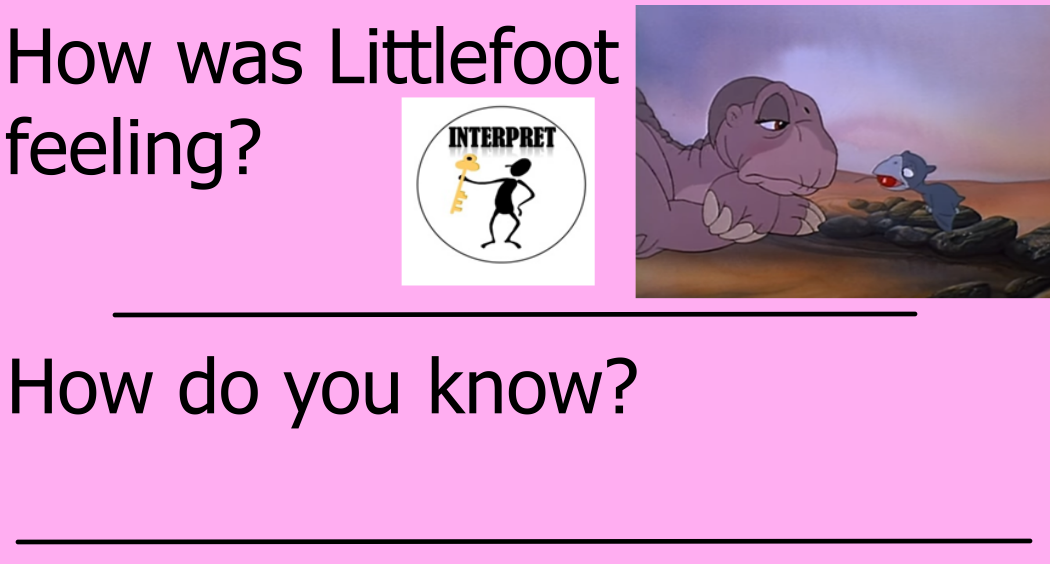 How was Littlefoot
feeling?
INTERPRET
How do you know?